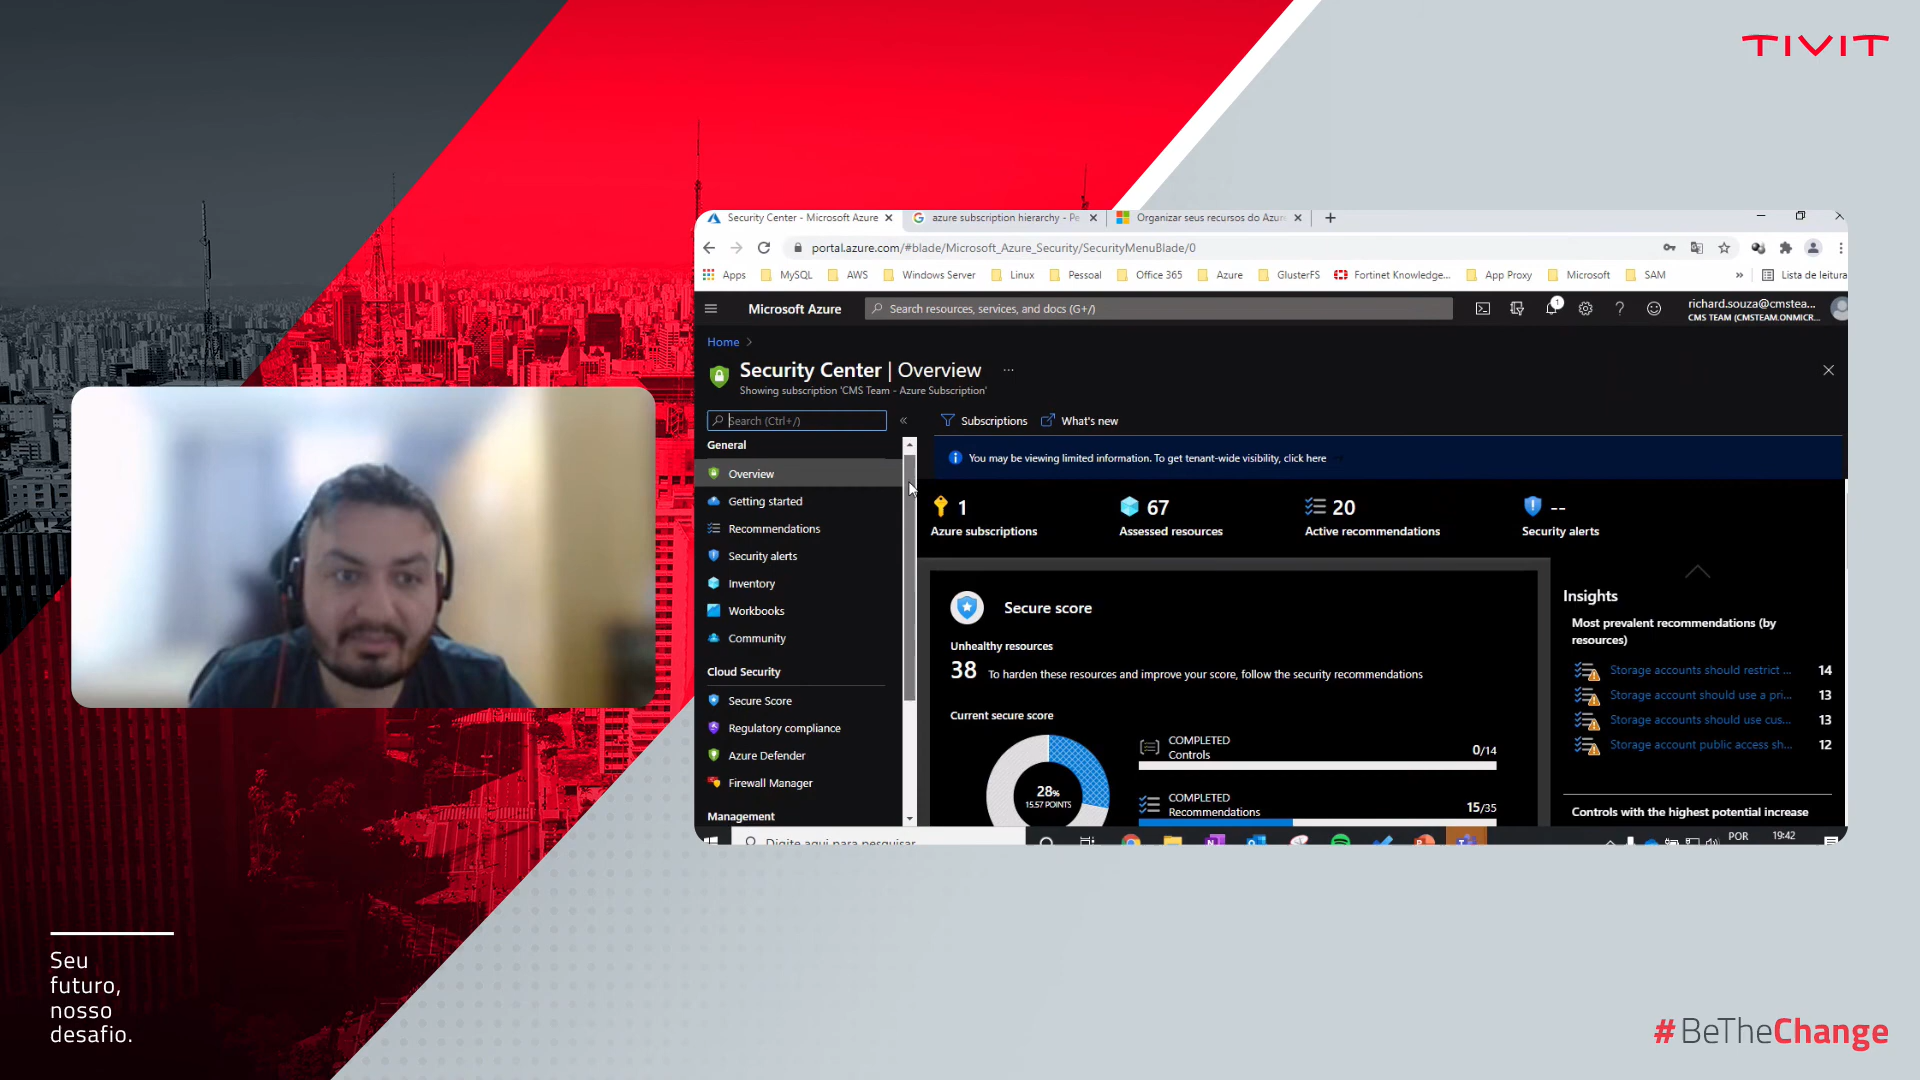 TIVIT
Security Center - Microsoft Azure
azure subscription hierarchy - Pe
Organizar seus recursos do Azur
portal.azure.com/#blade/Microsoft_Azure_Security/SecurityMenuBlade/0
Apps MySQL AWS Windows Server Linux Pessoal Office 365 Azure GlusterFS Fortinet Knowledge... App Proxy Microsoft SAM » Lista de leitura
Microsoft Azure
Search resources, services, and docs (G+/)
1
richard.souza@cmstea...
CMS TEAM (CMSTEAM.ONMICR...
Home
Security Center | Overview ...
Showing subscription 'CMS Team - Azure Subscription'
Search (Ctrl+/)
«
Subscriptions
What's new
General
Overview
Getting started
Recommendations
Security alerts
Inventory
Workbooks
Community
Cloud Security
Secure Score
Regulatory compliance
Azure Defender
Firewall Manager
Management
You may be viewing limited information. To get tenant-wide visibility, click here
1
Azure subscriptions
67
Assessed resources
20
Active recommendations
--
Security alerts
Secure score
Unhealthy resources
38 To harden these resources and improve your score, follow the security recommendations
Current secure score
28%
15.57 POINTS
COMPLETED
Controls
0/14
COMPLETED
Recommendations
15/35
Insights
Most prevalent recommendations (by
resources)
Storage accounts should restrict ... 14
Storage account should use a pri... 13
Storage accounts should use cus... 13
Storage account public access sh... 12
Controls with the highest potential increase
Digite aqui para pesquisar
POR
19:42
Seu
futuro,
nosso
desafio.
#BeTheChange